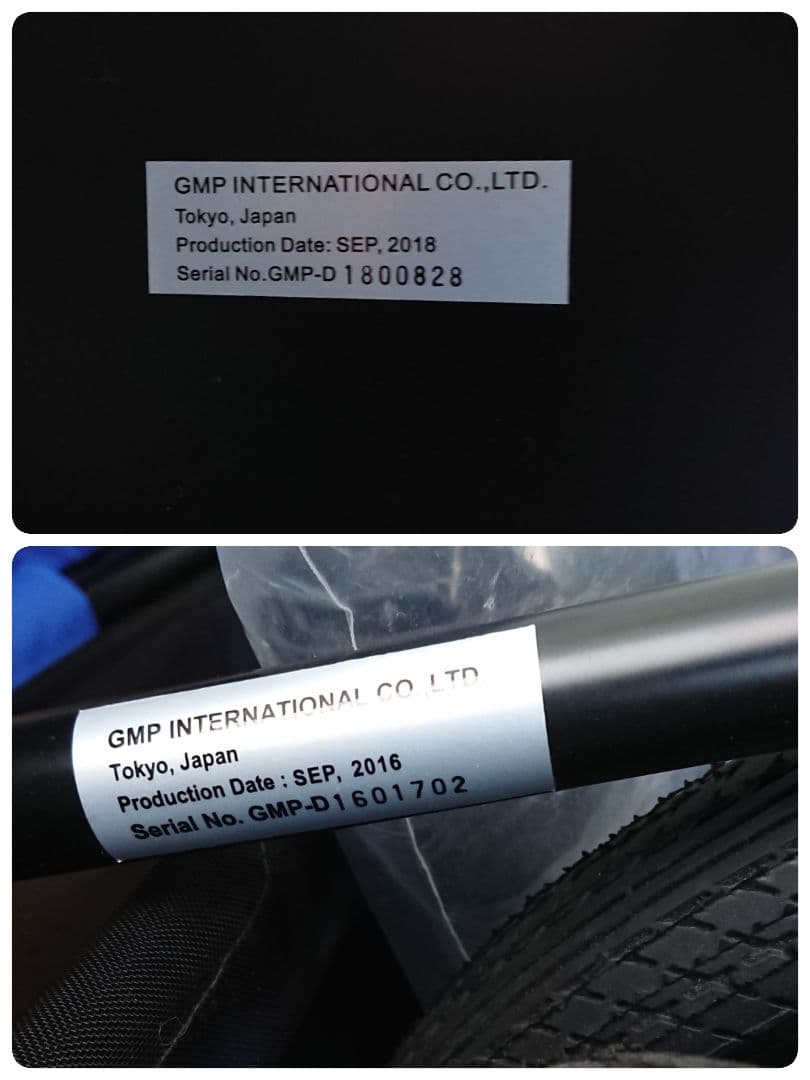 GMP INTERNATIONAL CO.,LTD.
Tokyo, Japan
Production Date: SEP, 2018
Serial No.GMP-D 1800828
GMP INTERNATIONAL CO.,LTD
Tokyo, Japan
Production Date : SEP, 2016
Serial No. GMP-D1601702